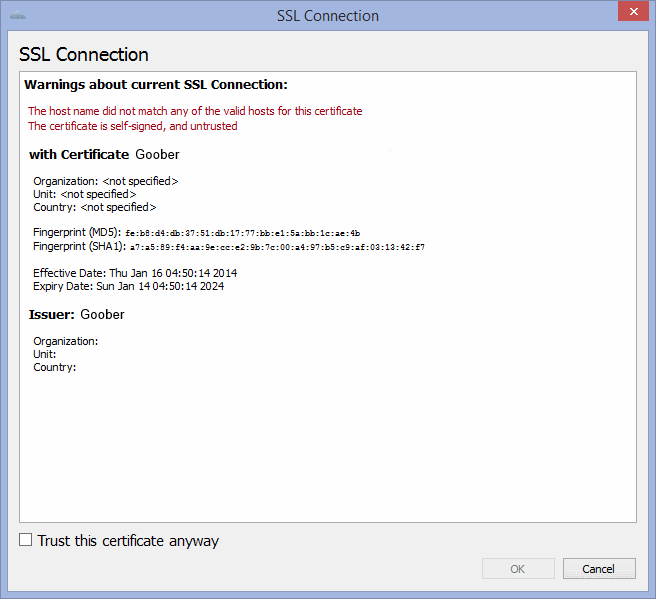 SSL Connection
SSL Connection
Warnings about current SSL Connection:
The host name did not match any of the valid hosts for this certificate
The certificate is self-signed, and untrusted
with Certificate Goober
Organization: <not specified>
Unit: <not specified>
Country: <not specified>
Fingerprint (MD5): fe:b8:d4:db:37:51:db:17:77:bb:e1:5a:bb:1c:ae:4b
Fingerprint (SHA1): a7:a5:89:f4:aa:9e:cc:e2:9b:7c:00:a4:97:b5:c9:af:03:13:42:f7
Effective Date: Thu Jan 16 04:50:14 2014
Expiry Date: Sun Jan 14 04:50:14 2024
Issuer: Goober
Organization:
Unit:
Country:
Trust this certificate anyway
OK Cancel